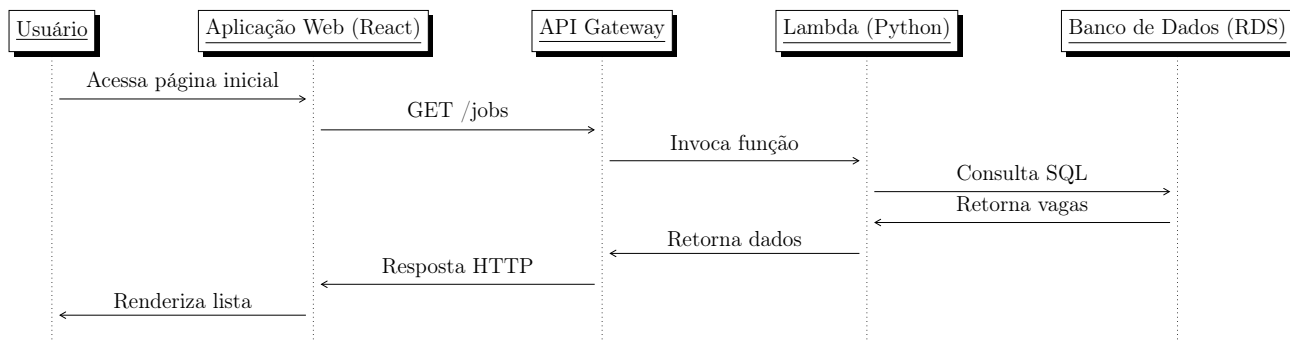 Usuário
Aplicação Web (React)
API Gateway
Lambda (Python)
Banco de Dados (RDS)
Acessa página inicial
GET /jobs
Invoca função
Consulta SQL
Retorna vagas
Retorna dados
Resposta HTTP
Renderiza lista